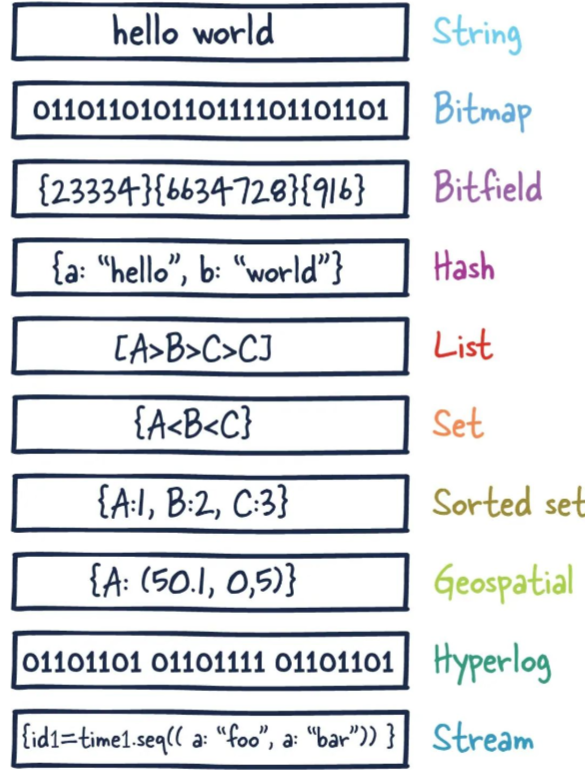 hello world String
011011010110111101101101 Bitmap
{23334}{6634728}{916} Bitfield
{a: “hello”, b: “world”} Hash
[A>B>C>C] List
{A<B<C} Set
{A:1, B:2, C:3} Sorted set
{A: (50.1, 0,5)} Geospatial
01101101 01101111 01101101 Hyperlog
{id1=time1.seq(( a: “foo”, a: “bar”)) } Stream